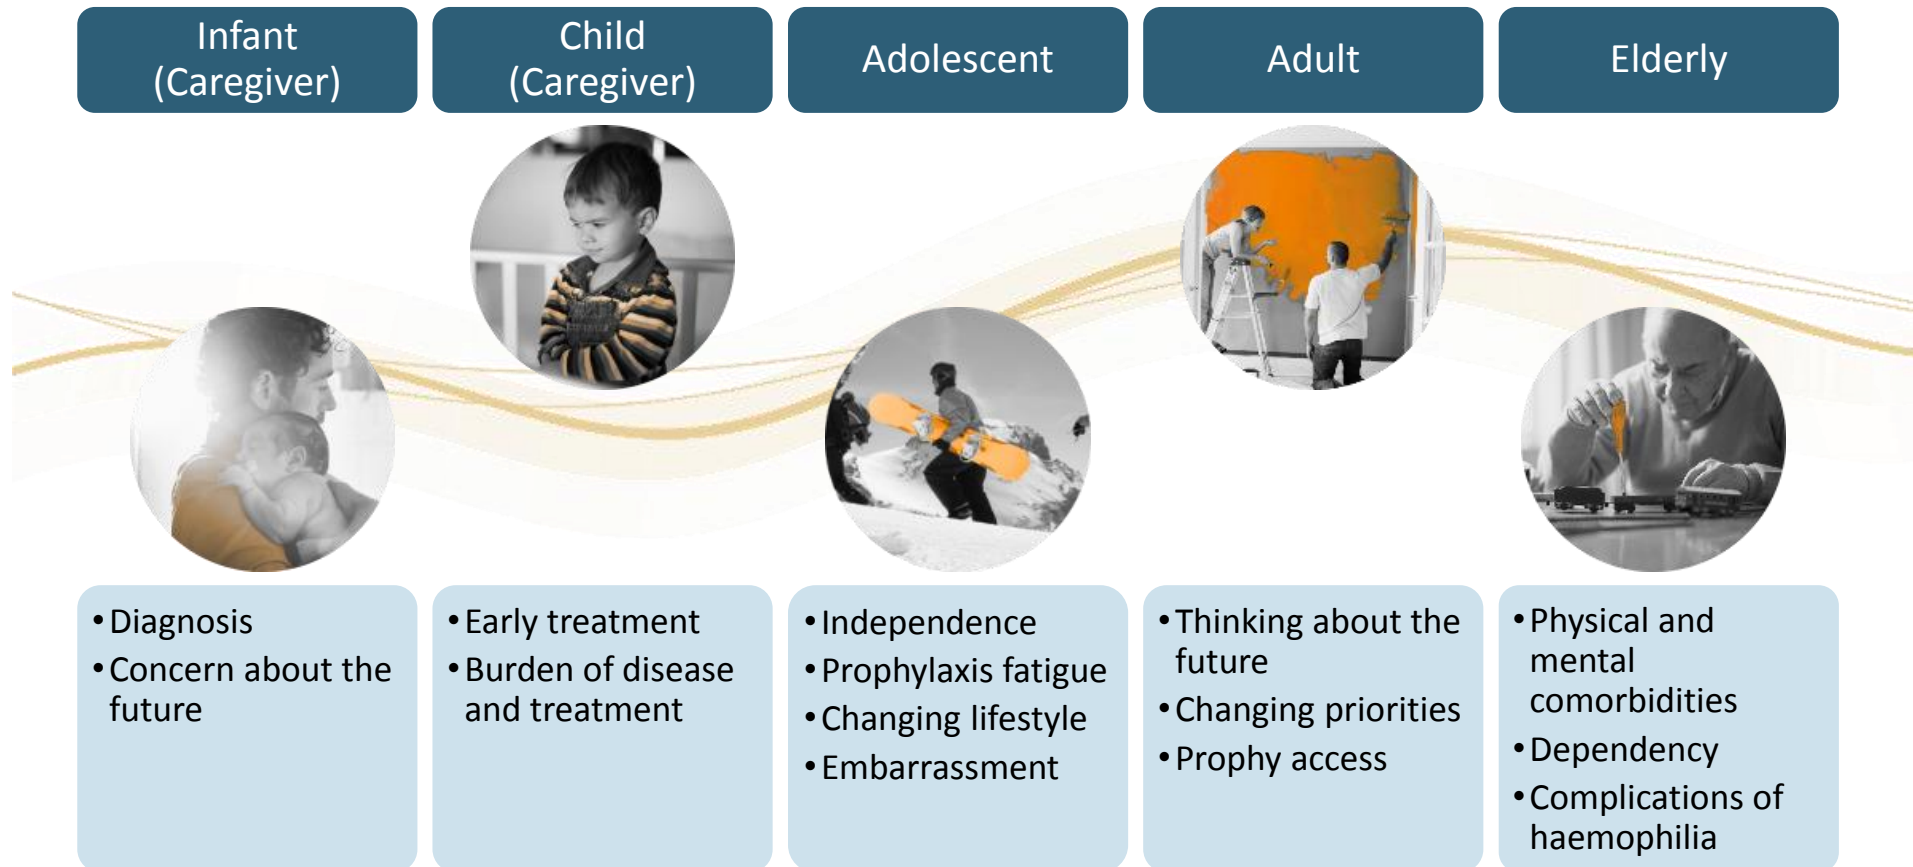 Infant
(Caregiver)
Child
(Caregiver)
Adolescent
Adult
Elderly
•Diagnosis
•Concern about the
future
•Early treatment
•Burden of disease
and treatment
•Independence
•Prophylaxis fatigue
•Changing lifestyle
•Embarrassment
•Thinking about the
future
•Changing priorities
•Prophy access
•Physical and
mental
comorbidities
•Dependency
•Complications of
haemophilia